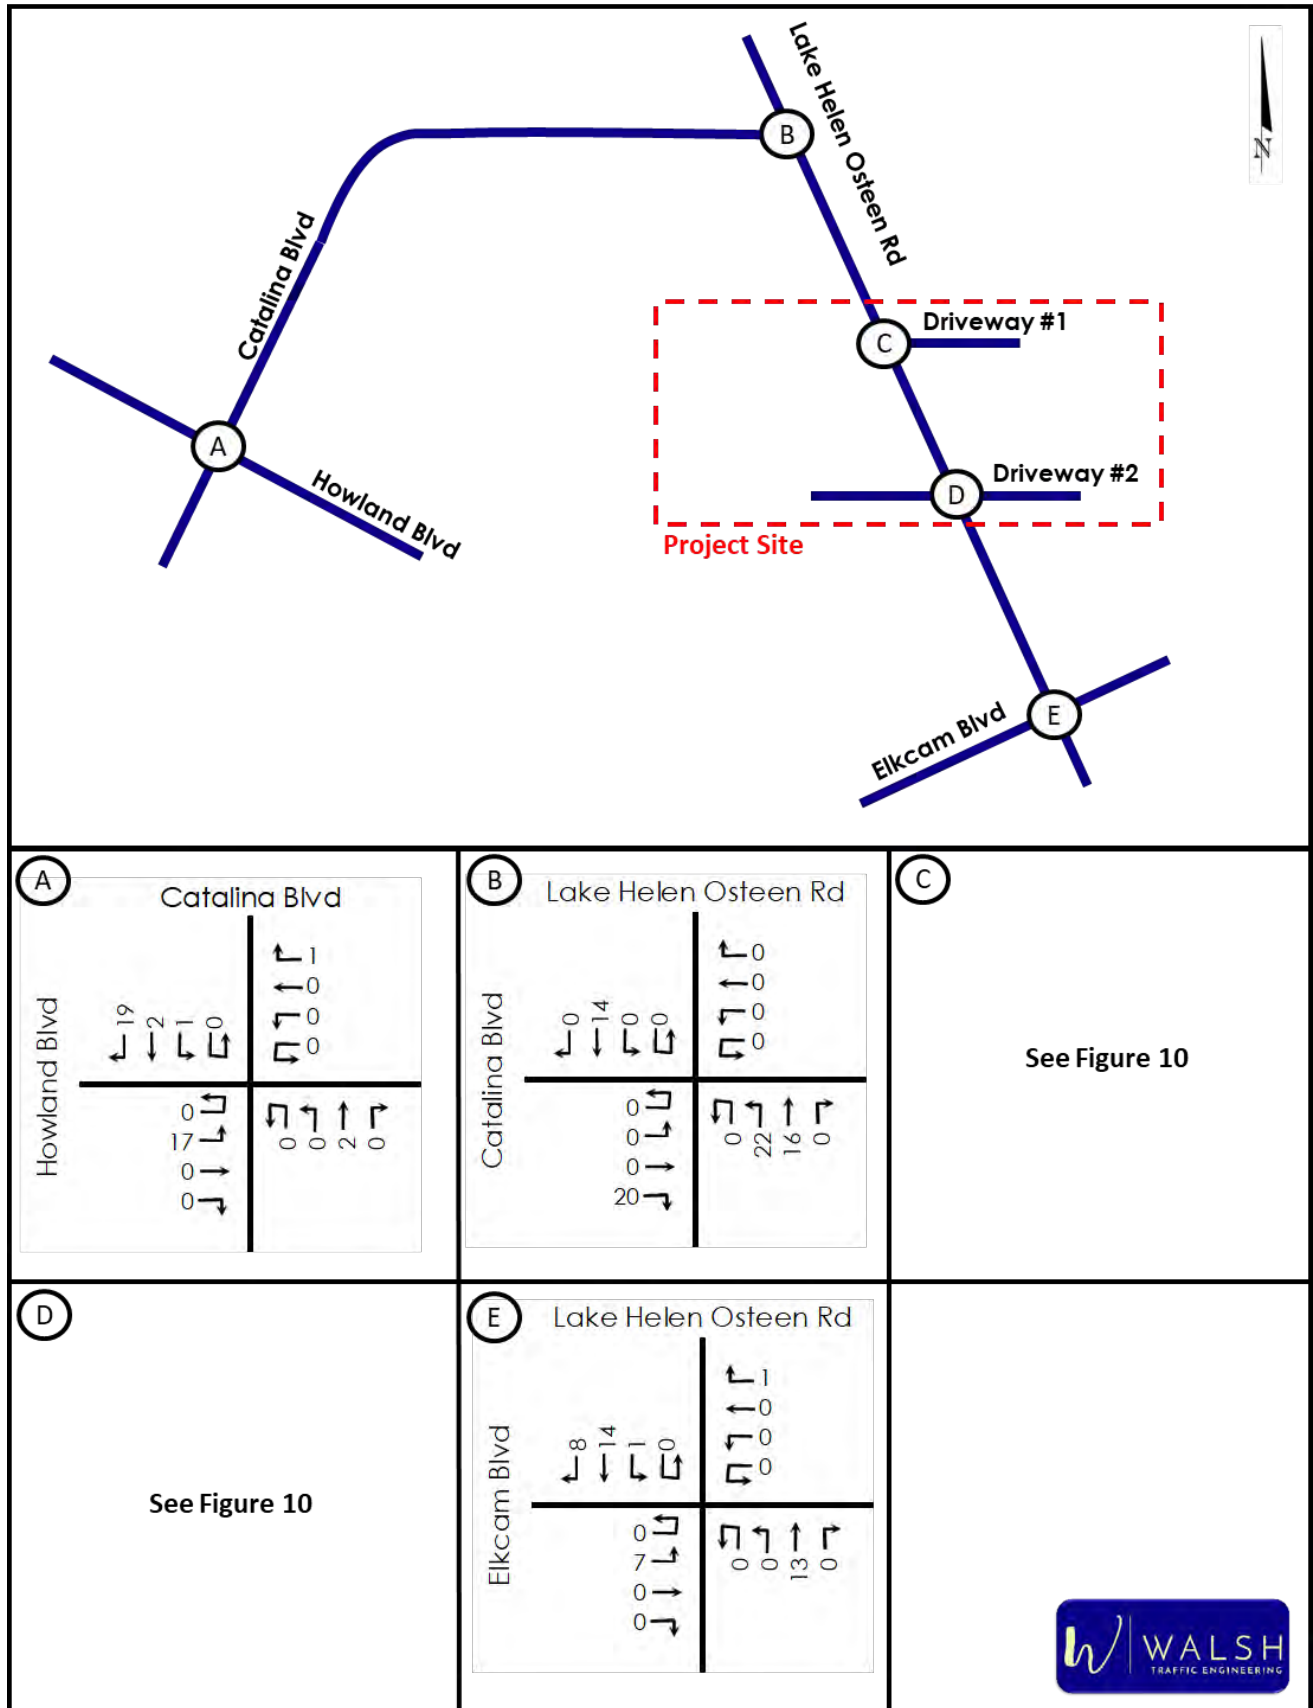 Lake Helen Osteen Rd
N
B
Catalina Blvd
C
Driveway #1
A
Howland Blvd
D
Driveway #2
Project Site
Elkcam Blvd
E
A
Catalina Blvd
Howland Blvd
19
2
1
0
1
0
0
0
0
17
0
0
0
0
2
0
B
Lake Helen Osteen Rd
Catalina Blvd
0
14
0
0
0
0
0
0
0
0
0
20
0
22
16
0
C
See Figure 10
D
See Figure 10
E
Lake Helen Osteen Rd
Elkcam Blvd
8
14
1
0
1
0
0
0
0
7
0
0
0
0
13
0
W WALSH
TRAFFIC ENGINEERING